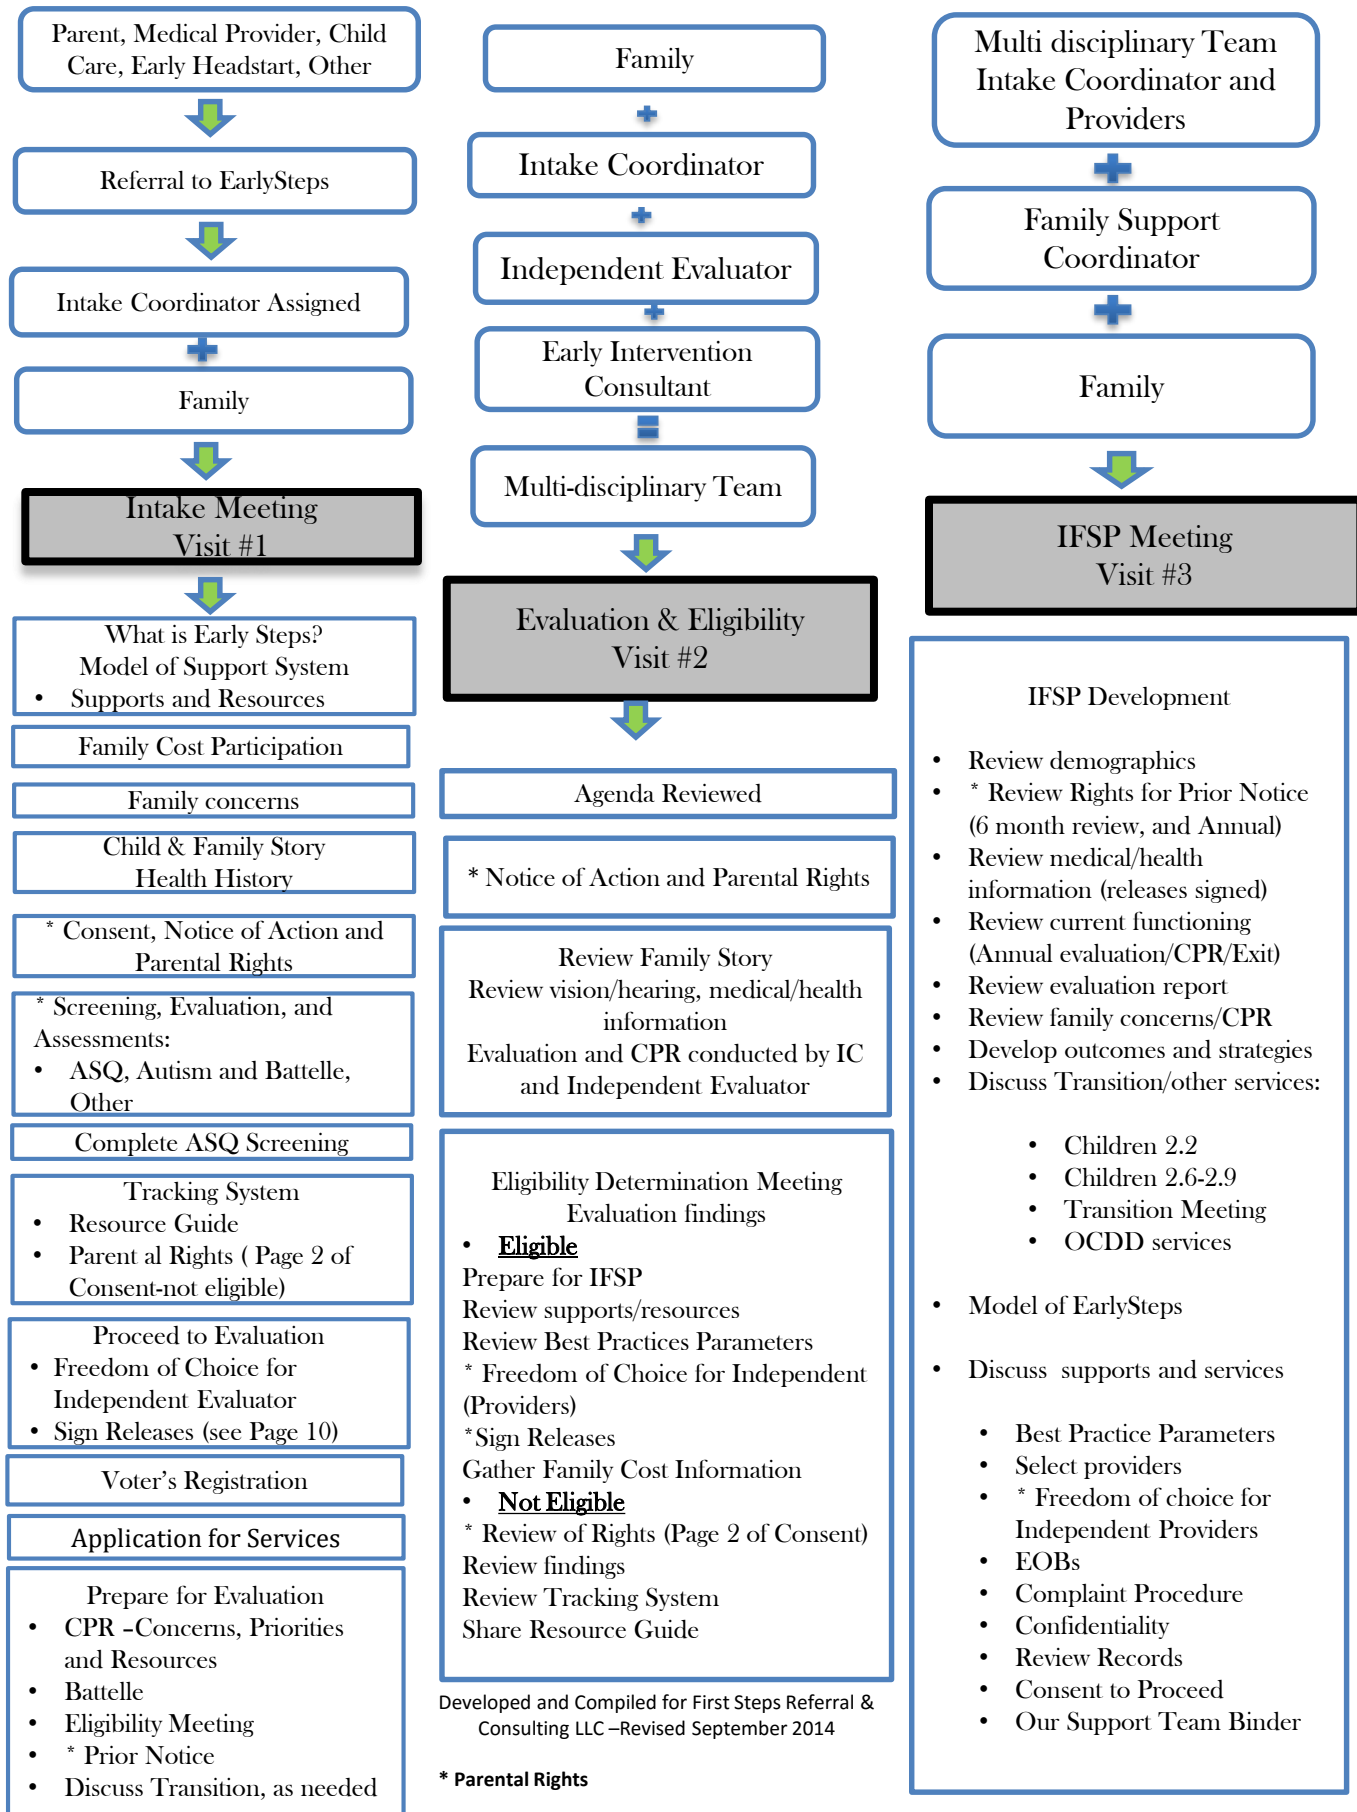 Parent, Medical Provider, Child
Care, Early Headstart, Other
Referral to EarlySteps
Intake Coordinator Assigned
Family
Intake Meeting
Visit #1
What is Early Steps?
Model of Support System
• Supports and Resources
Family Cost Participation
Family concerns
Child & Family Story
Health History
* Consent, Notice of Action and
Parental Rights
* Screening, Evaluation, and
Assessments:
• ASQ, Autism and Battelle,
Other
Complete ASQ Screening
Tracking System
• Resource Guide
• Parent al Rights ( Page 2 of
Consent-not eligible)
Proceed to Evaluation
• Freedom of Choice for
Independent Evaluator
• Sign Releases (see Page 10)
Voter's Registration
Application for Services
Prepare for Evaluation
• CPR –Concerns, Priorities
and Resources
• Battelle
• Eligibility Meeting
• * Prior Notice
• Discuss Transition, as needed
Family
Intake Coordinator
Independent Evaluator
Early Intervention
Consultant
Multi-disciplinary Team
Evaluation & Eligibility
Visit #2
Agenda Reviewed
* Notice of Action and Parental Rights
Review Family Story
Review vision/hearing, medical/health
information
Evaluation and CPR conducted by IC
and Independent Evaluator
Eligibility Determination Meeting
Evaluation findings
• Eligible
Prepare for IFSP
Review supports/resources
Review Best Practices Parameters
* Freedom of Choice for Independent
(Providers)
*Sign Releases
Gather Family Cost Information
• Not Eligible
* Review of Rights (Page 2 of Consent)
Review findings
Review Tracking System
Share Resource Guide
Developed and Compiled for First Steps Referral &
Consulting LLC –Revised September 2014
* Parental Rights
Multi disciplinary Team
Intake Coordinator and
Providers
Family Support
Coordinator
Family
IFSP Meeting
Visit #3
IFSP Development
• Review demographics
• * Review Rights for Prior Notice
(6 month review, and Annual)
• Review medical/health
information (releases signed)
• Review current functioning
(Annual evaluation/CPR/Exit)
• Review evaluation report
• Review family concerns/CPR
• Develop outcomes and strategies
• Discuss Transition/other services:
• Children 2.2
• Children 2.6-2.9
• Transition Meeting
• OCDD services
• Model of EarlySteps
• Discuss supports and services
• Best Practice Parameters
• Select providers
• * Freedom of choice for
Independent Providers
• EOBs
• Complaint Procedure
• Confidentiality
• Review Records
• Consent to Proceed
• Our Support Team Binder